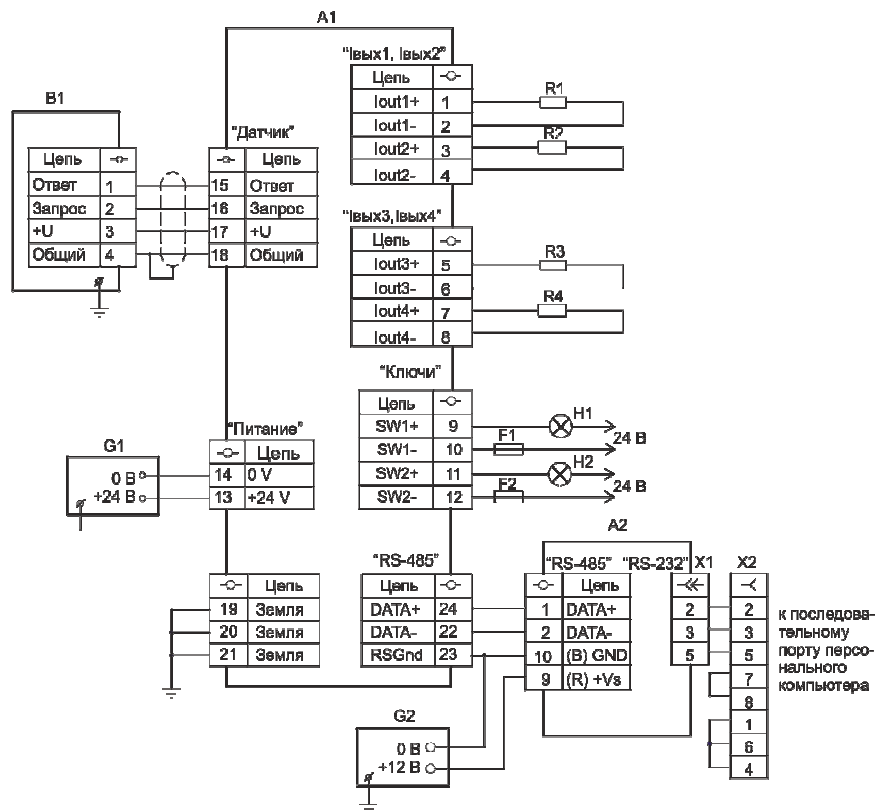 A1
"Iвых1, Iвых2"
Цепь
Iout1+ 1
Iout1- 2
Iout2+ 3
Iout2- 4
R1
R2
B1
Цепь
Ответ 1
Запрос 2
+U 3
Общий 4
"Датчик"
Цепь
15 Ответ
16 Запрос
17 +U
18 Общий
"Iвых3,Iвых4"
Цепь
Iout3+ 5
Iout3- 6
Iout4+ 7
Iout4- 8
R3
R4
"Ключи"
Цепь
SW1+ 9
SW1- 10
SW2+ 11
SW2- 12
H1
F1
24 В
H2
F2
24 В
G1
0 В
+24 В
"Питание"
Цепь
14 0 V
13 +24 V
Цепь
19 Земля
20 Земля
21 Земля
"RS-485"
Цепь
DATA+ 24
DATA- 22
RSGnd 23
A2
"RS-485" "RS-232" X1 X2
Цепь
1 DATA+
2 DATA-
10 (B) GND
9 (R) +Vs
2
3
5
2
3
5
7
8
1
6
4
к последова-
тельному
порту персо-
нального
компьютера
G2
0 В
+12 В